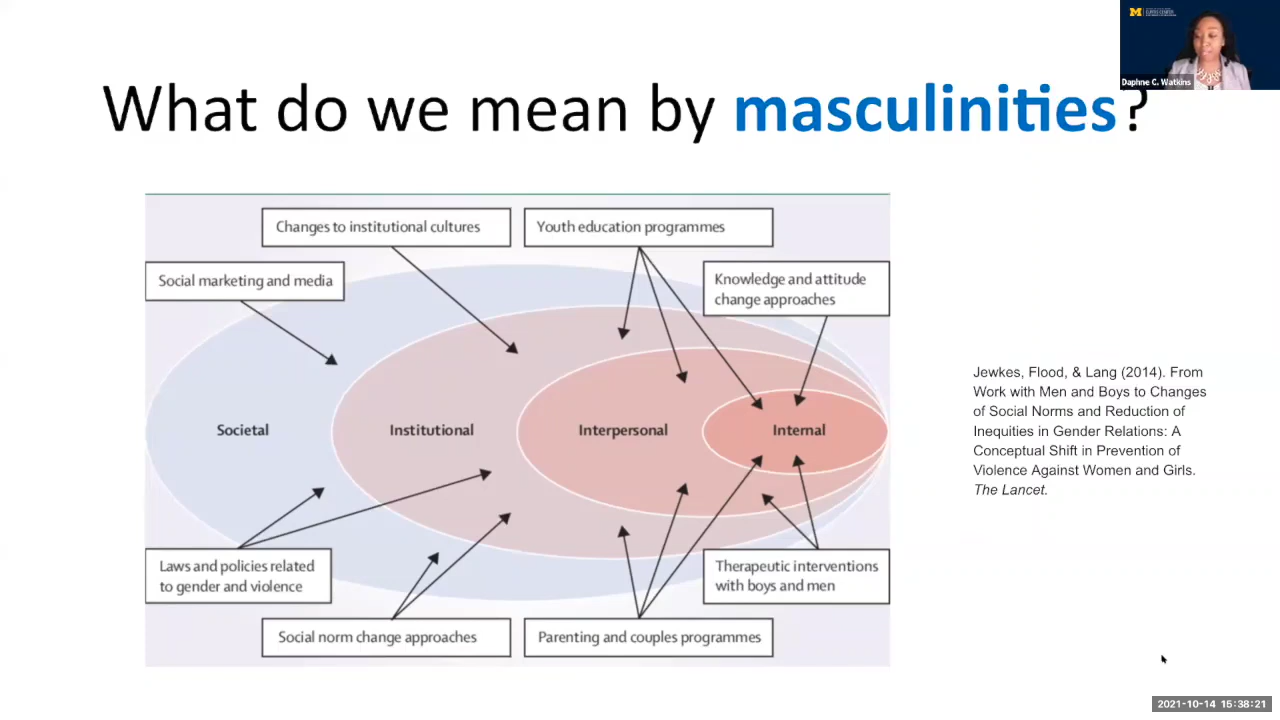 What do we mean by masculinities?
Daphne C. Watkins
Changes to institutional cultures
Youth education programmes
Social marketing and media
Knowledge and attitude
change approaches
Societal
Institutional
Interpersonal
Internal
Laws and policies related
to gender and violence
Therapeutic interventions
with boys and men
Social norm change approaches
Parenting and couples programmes
Jewkes, Flood, & Lang (2014). From
Work with Men and Boys to Changes
of Social Norms and Reduction of
Inequities in Gender Relations: A
Conceptual Shift in Prevention of
Violence Against Women and Girls.
The Lancet.
2021-10-14 15:38:21